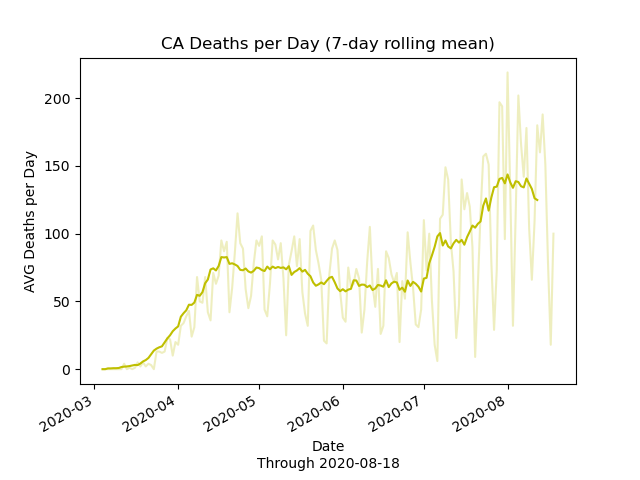 CA Deaths per Day (7-day rolling mean)
AVG Deaths per Day
200
150
100
50
0
2020-03
2020-04
2020-05
2020-06
2020-07
2020-08
Date
Through 2020-08-18